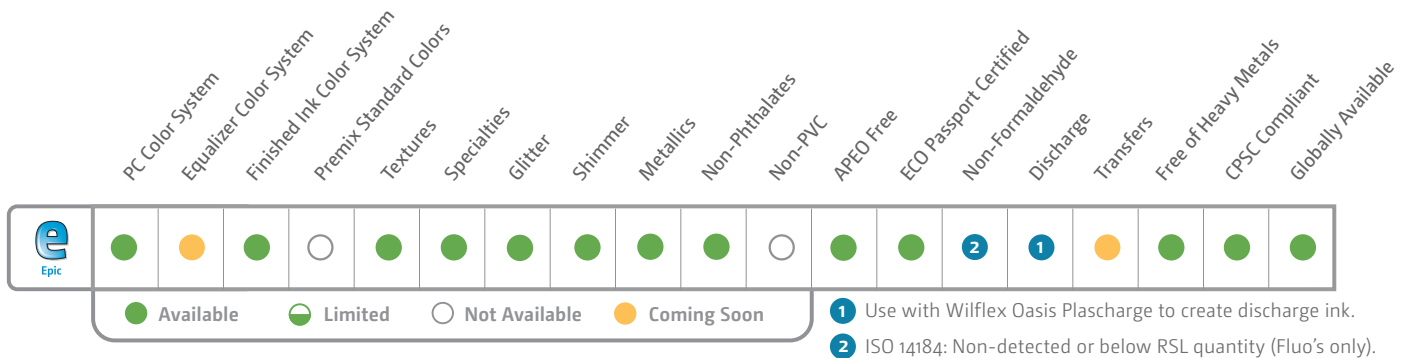 PC Color System
Equalizer Color System
Finished Ink Color System
Premix Standard Colors
Textures
Specialties
Glitter
Shimmer
Metallics
Non-Phthalates
Non-PVC
APEO Free
ECO Passport Certified
Non-Formaldehyde
Discharge
Transfers
Free of Heavy Metals
CPSC Compliant
Globally Available
e
Epic
2
1
Available
Limited
Not Available
Coming Soon
1 Use with Wilflex Oasis Plascharge to create discharge ink.
2 ISO 14184: Non-detected or below RSL quantity (Fluo's only).